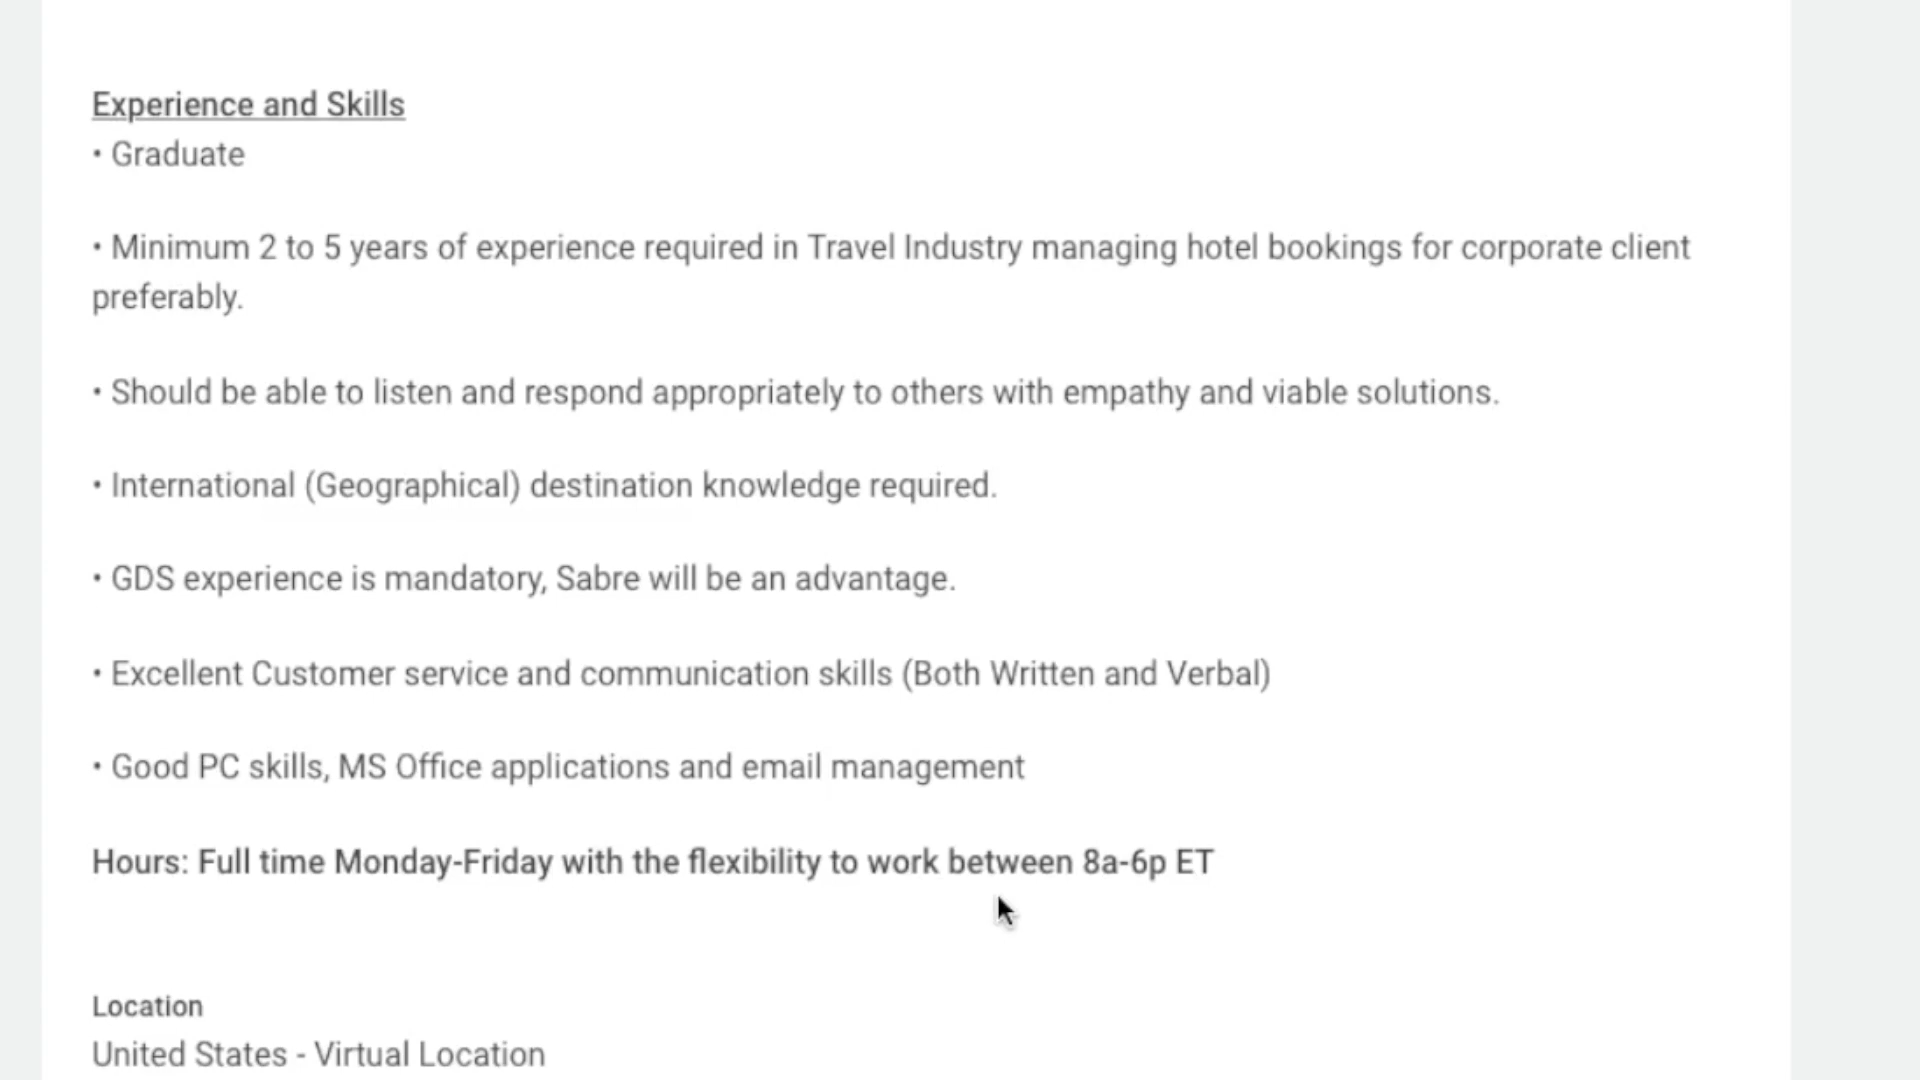 Experience and Skills
• Graduate
• Minimum 2 to 5 years of experience required in Travel Industry managing hotel bookings for corporate client
preferably.
• Should be able to listen and respond appropriately to others with empathy and viable solutions.
• International (Geographical) destination knowledge required.
• GDS experience is mandatory, Sabre will be an advantage.
• Excellent Customer service and communication skills (Both Written and Verbal)
• Good PC skills, MS Office applications and email management
Hours: Full time Monday-Friday with the flexibility to work between 8a-6p ET
Location
United States - Virtual Location